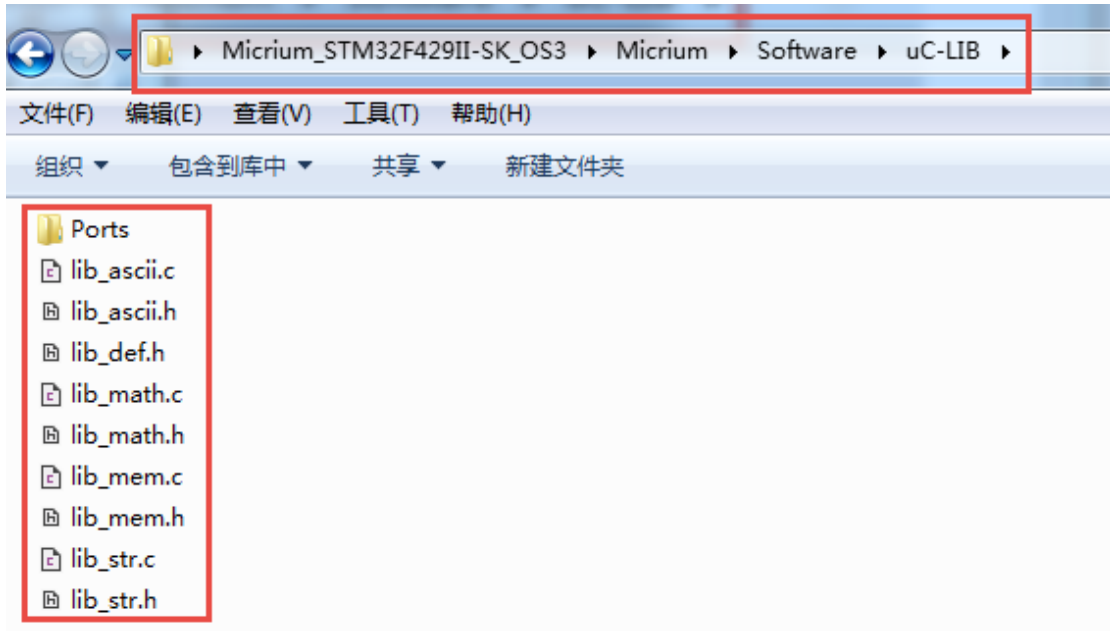 Micrium_STM32F429II-SK_OS3 Micrium Software uC-LIB
文件(F) 编辑(E) 查看(V) 工具(T) 帮助(H)
组织 包含到库中 共享 新建文件夹
Ports
lib_ascii.c
lib_ascii.h
lib_def.h
lib_math.c
lib_math.h
lib_mem.c
lib_mem.h
lib_str.c
lib_str.h